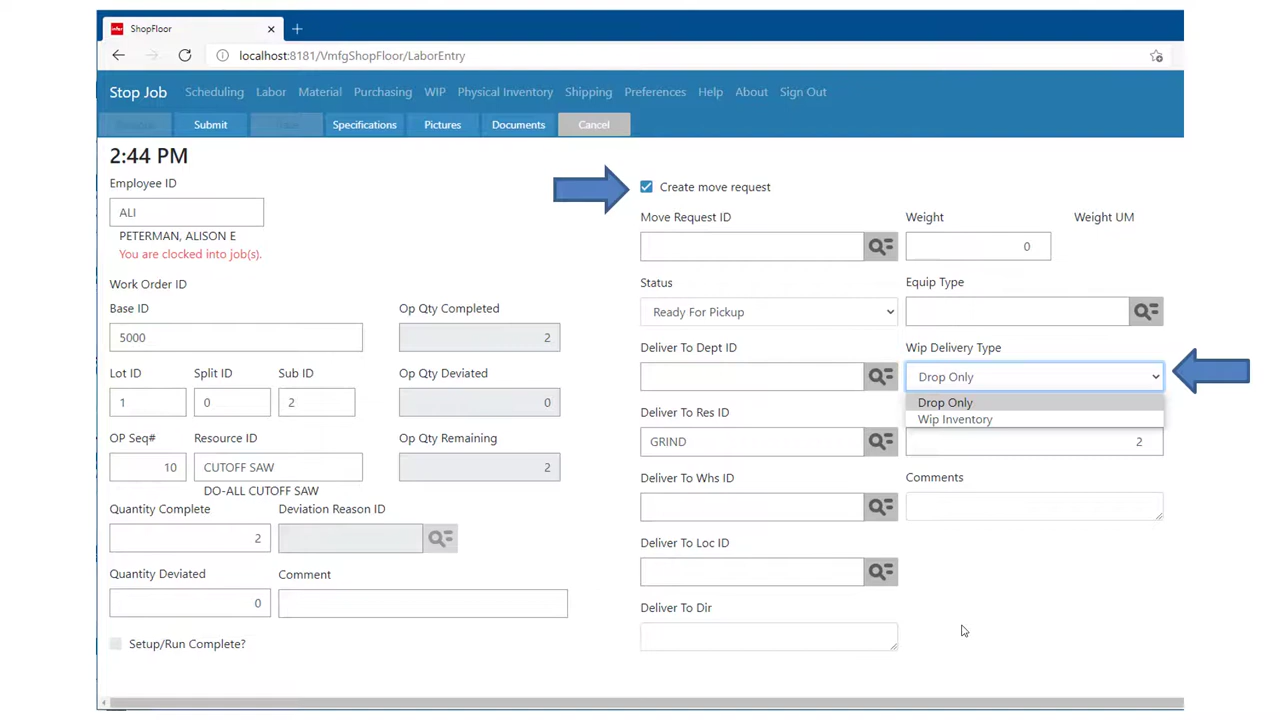 ShopFloor
localhost:8181/VmfgShopFloor/LaborEntry
Stop Job Scheduling Labor Material Purchasing WIP Physical Inventory Shipping Preferences Help About Sign Out
Submit Specifications Pictures Documents Cancel
2:44 PM
Employee ID
ALI
PETERMAN, ALISON E
You are clocked into job(s).
Work Order ID
Base ID Op Qty Completed
5000 2
Lot ID Split ID Sub ID Op Qty Deviated
1 0 2 0
OP Seq# Resource ID Op Qty Remaining
10 CUTOFF SAW 2
DO-ALL CUTOFF SAW
Quantity Complete Deviation Reason ID
2
Quantity Deviated Comment
0
Setup/Run Complete?
Create move request
Move Request ID Weight Weight UM
0
Status Equip Type
Ready For Pickup
Deliver To Dept ID Wip Delivery Type
Drop Only
Drop Only
Wip Inventory
Deliver To Res ID
GRIND 2
Deliver To Whs ID Comments
Deliver To Loc ID
Deliver To Dir